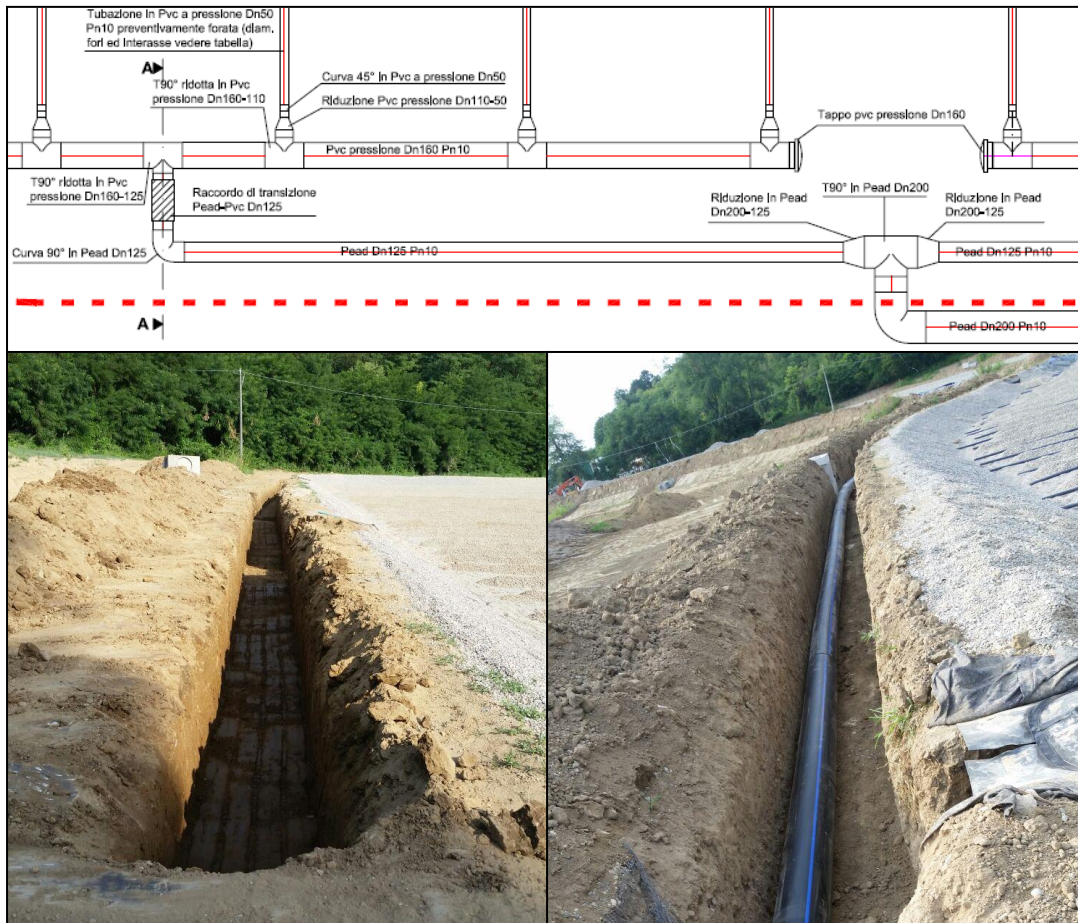 Tubazione in Pvc a pressione Dn50
Pn10 preventivamente forata (diam.
fori ed interasse vedere tabella)
A
T90° ridotta in Pvc
pressione Dn160-110
Curva 45° in Pvc a pressione Dn50
Riduzione Pvc pressione Dn110-50
Tappo pvc pressione Dn160
Pvc pressione Dn160 Pn10
T90° ridotta in Pvc
pressione Dn160-125
Raccordo di transizione
Pead-Pvc Dn125
Riduzione in Pead
Dn200-125
T90° in Pead Dn200
Riduzione in Pead
Dn200-125
Curva 90° in Pead Dn125
Pead Dn125 Pn10
Pead Dn125 Pn10
A
Pead Dn200 Pn10